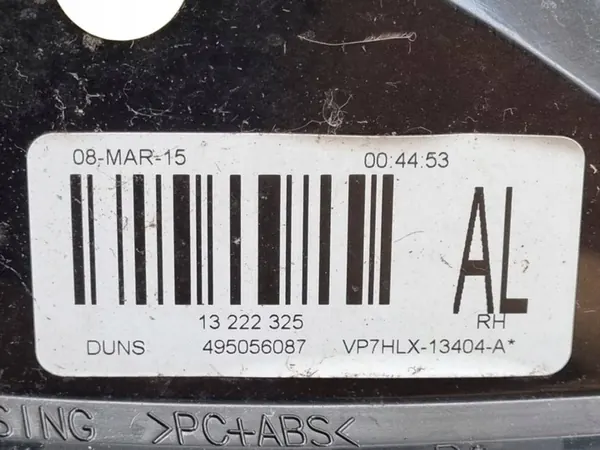 08-MAR-15 00:44:53
AL
13 222 325 RH
DUNS 495056087 VP7HLX-13404-A*
SING >PC+ABS<